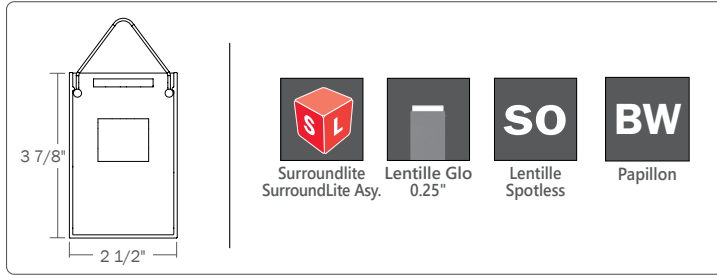 3 7/8"
2 1/2"
S L
Surroundlite
SurroundLite Asy.
Lentille Glo
0.25"
SO
Lentille
Spotless
BW
Papillon